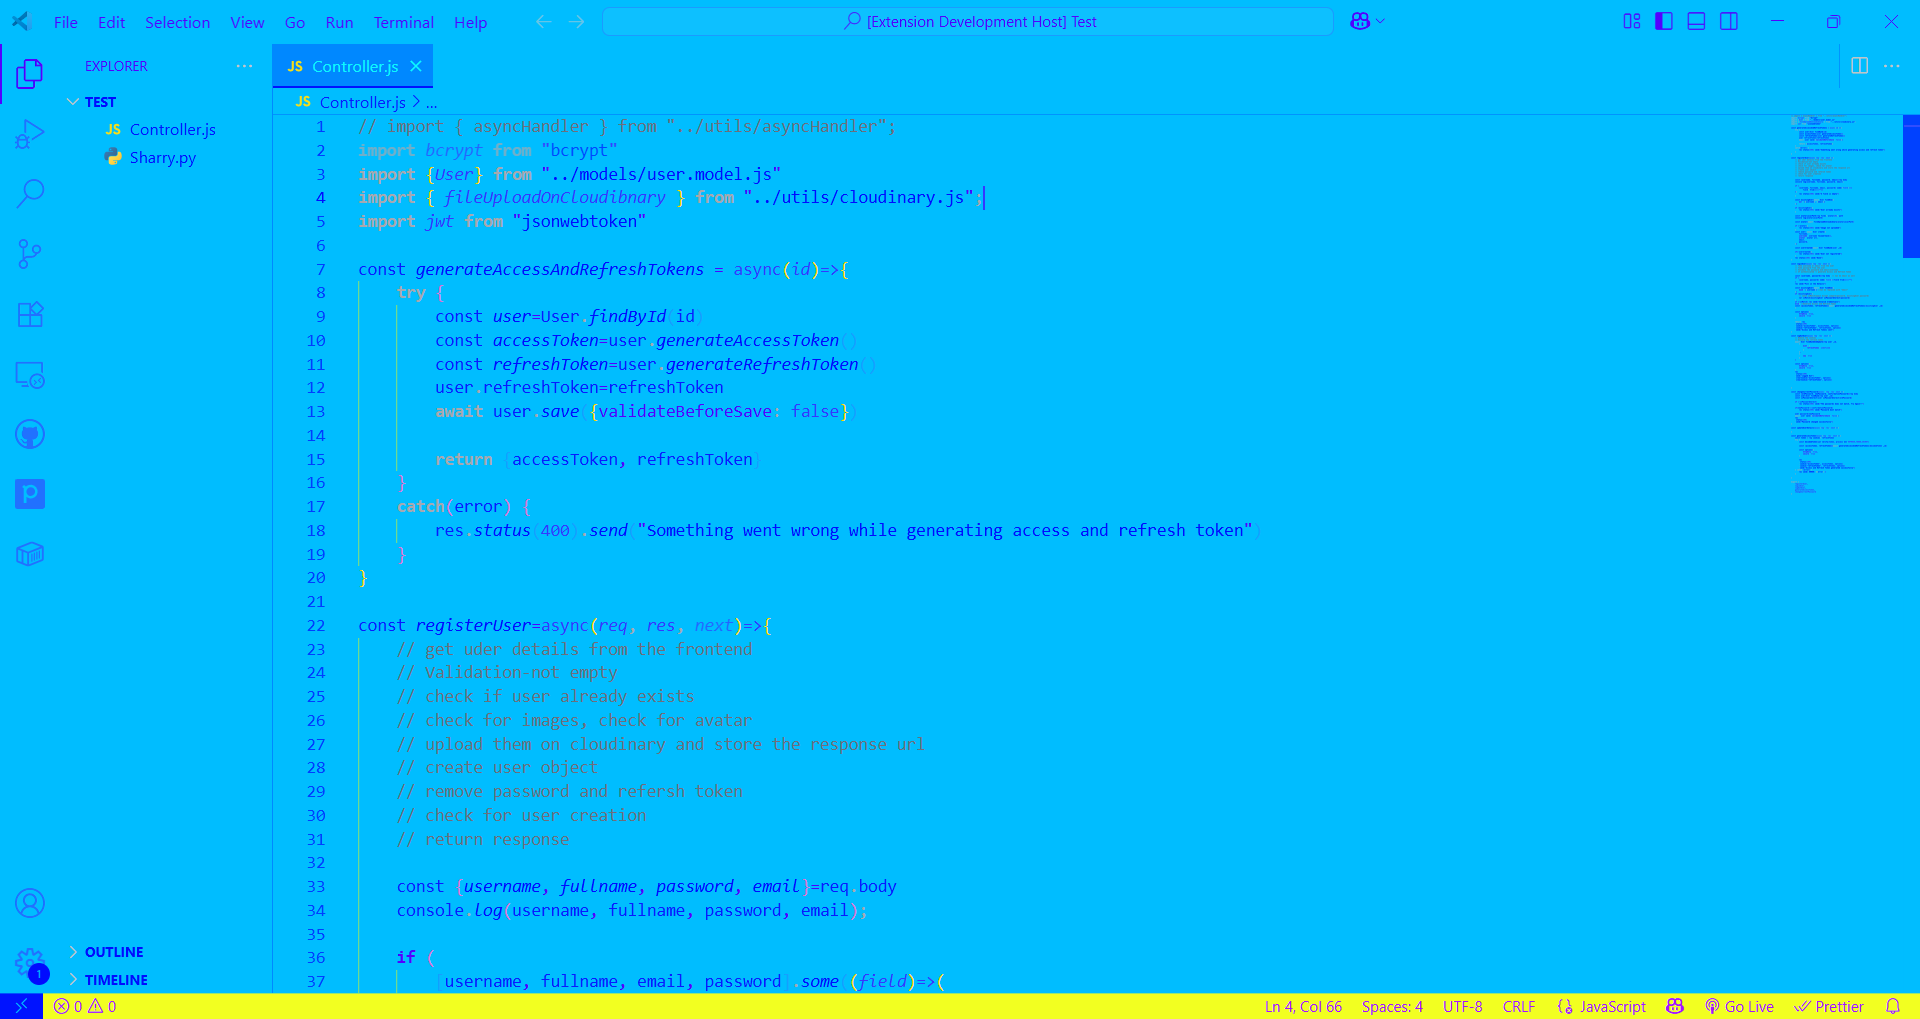 File Edit Selection View Go Run Terminal Help [Extension Development Host] Test
EXPLORER
TEST
JS Controller.js
Sharry.py
OUTLINE
TIMELINE
JS Controller.js
JS Controller.js > ...
1 // import { asyncHandler } from "../utils/asyncHandler";
2 import bcrypt from "bcrypt"
3 import {User} from "../models/user.model.js"
4 import { fileUploadOnCloudibnary } from "../utils/cloudinary.js";
5 import jwt from "jsonwebtoken"
6
7 const generateAccessAndRefreshTokens = async(id)=>{
8 try {
9 const user=User.findById(id)
10 const accessToken=user.generateAccessToken()
11 const refreshToken=user.generateRefreshToken()
12 user.refreshToken=refreshToken
13 await user.save({validateBeforeSave: false})
14
15 return {accessToken, refreshToken}
16 }
17 catch(error) {
18 res.status(400).send("Something went wrong while generating access and refresh token")
19 }
20 }
21
22 const registerUser=async(req, res, next)=>{
23 // get uder details from the frontend
24 // Validation-not empty
25 // check if user already exists
26 // check for images, check for avatar
27 // upload them on cloudinary and store the response url
28 // create user object
29 // remove password and refersh token
30 // check for user creation
31 // return response
32
33 const {username, fullname, password, email}=req.body
34 console.log(username, fullname, password, email);
35
36 if (
37 [username, fullname, email, password].some((field)=>(
1
0 0 Ln 4, Col 66 Spaces: 4 UTF-8 CRLF {} JavaScript Go Live Prettier